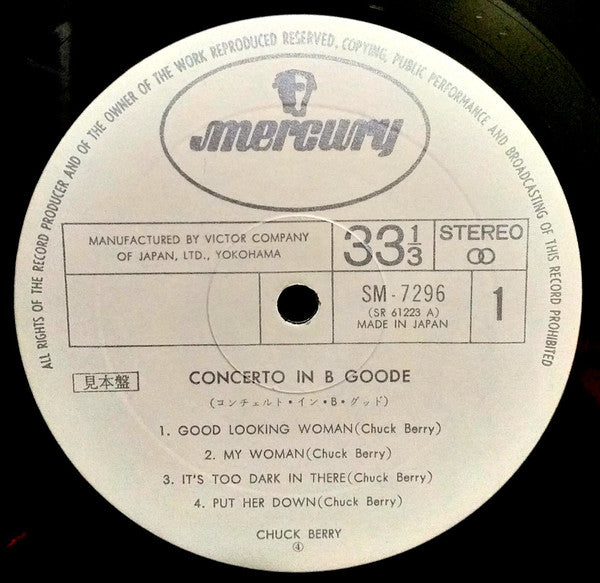 ALL RIGHTS OF THE RECORD PRODUCER AND OF THE OWNER OF THE WORK REPRODUCED RESERVED, COPYING, PUBLIC PERFORMANCE AND BROADCASTING OF THIS RECORD PROHIBITED
mercury
MANUFACTURED BY VICTOR COMPANY
OF JAPAN, LTD., YOKOHAMA
33 1/3
STEREO
SM-7296
(SR 61223 A)
MADE IN JAPAN
1
見本盤
CONCERTO IN B GOODE
(コンチェルト・イン・B・グッド)
1. GOOD LOOKING WOMAN(Chuck Berry)
2. MY WOMAN(Chuck Berry)
3. IT'S TOO DARK IN THERE(Chuck Berry)
4. PUT HER DOWN(Chuck Berry)
CHUCK BERRY
④